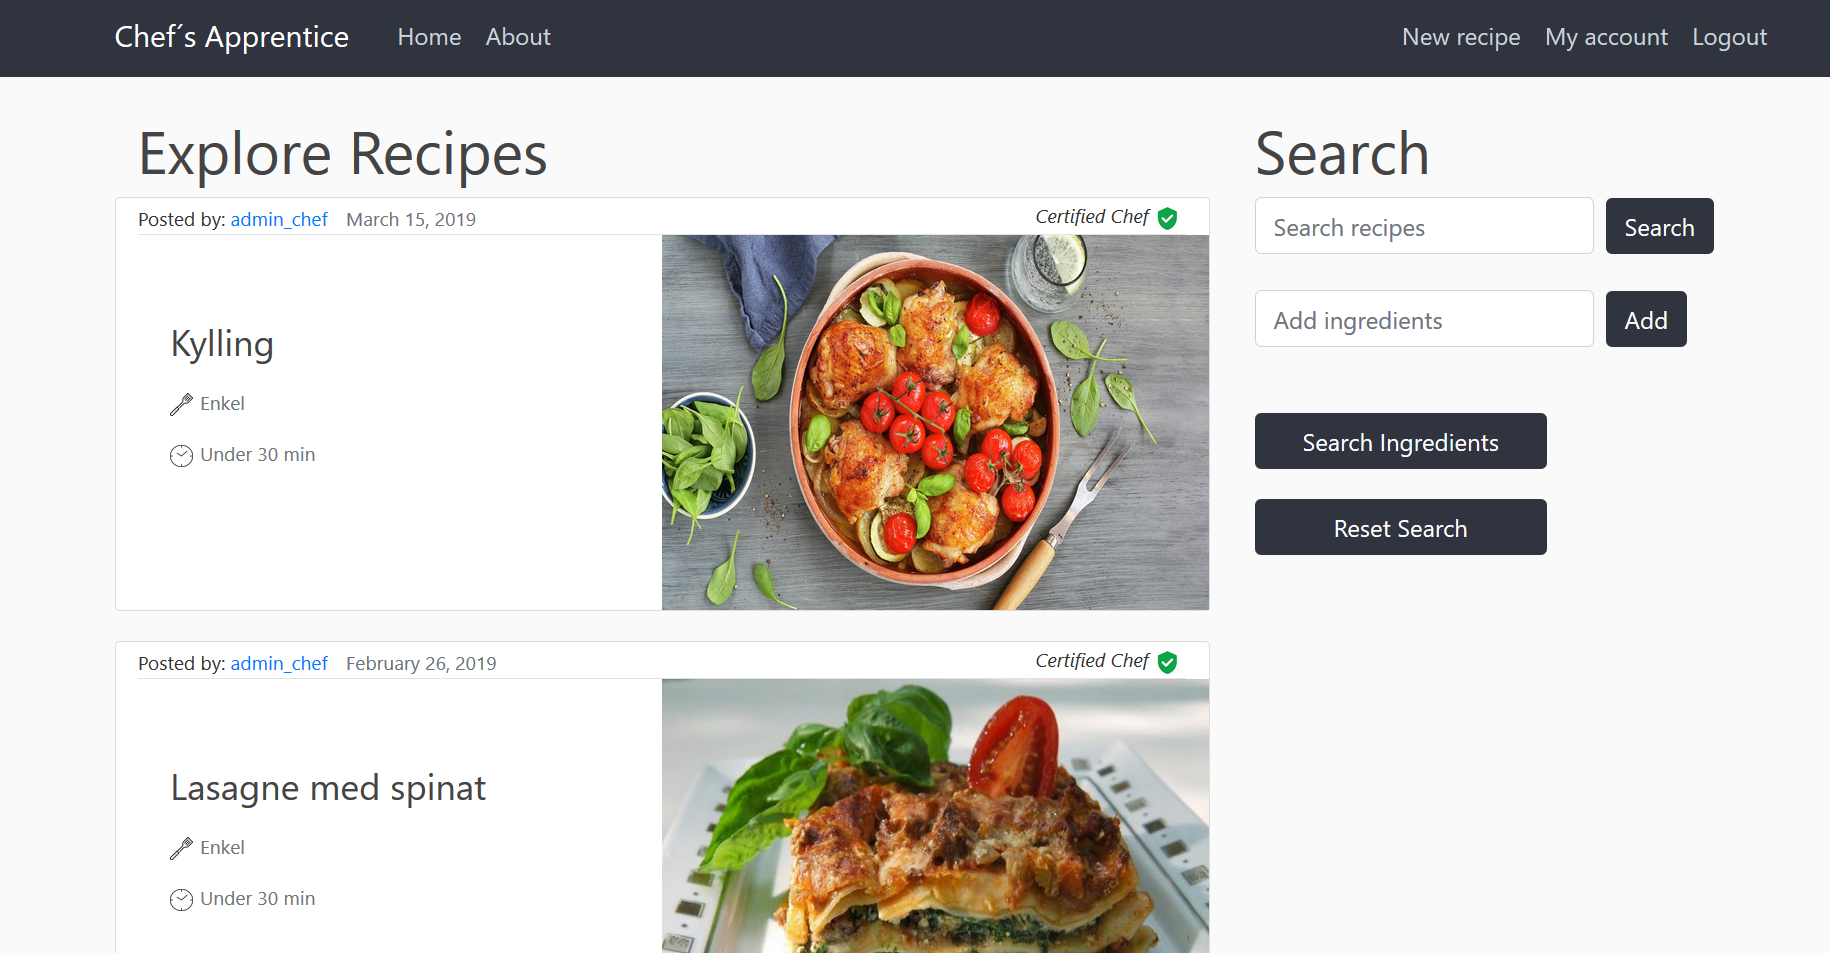 Chef´s Apprentice Home About New recipe My account Logout
Explore Recipes
Posted by: admin_chef March 15, 2019 Certified Chef
Kylling
Enkel
Under 30 min
Posted by: admin_chef February 26, 2019 Certified Chef
Lasagne med spinat
Enkel
Under 30 min
Search
Search recipes Search
Add ingredients Add
Search Ingredients
Reset Search